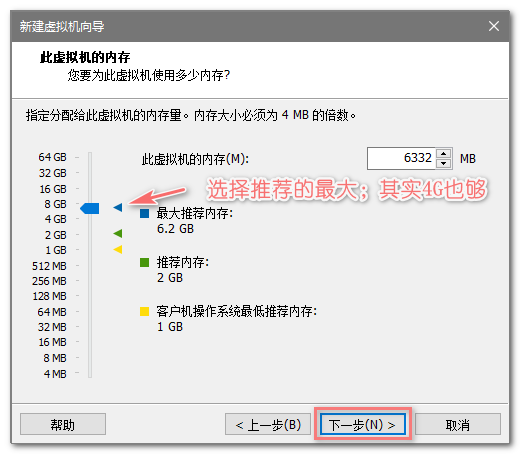 新建虚拟机向导
此虚拟机的内存
您要为此虚拟机使用多少内存?
指定分配给此虚拟机的内存量。内存大小必须为 4 MB 的倍数。
64 GB
32 GB
16 GB
8 GB
4 GB
2 GB
1 GB
512 MB
256 MB
128 MB
64 MB
32 MB
16 MB
8 MB
4 MB
此虚拟机的内存(M):
6332
MB
选择推荐的最大；其实4G也够
最大推荐内存:
6.2 GB
推荐内存:
2 GB
客户机操作系统最低推荐内存:
1 GB
帮助
< 上一步(B)
下一步(N) >
取消